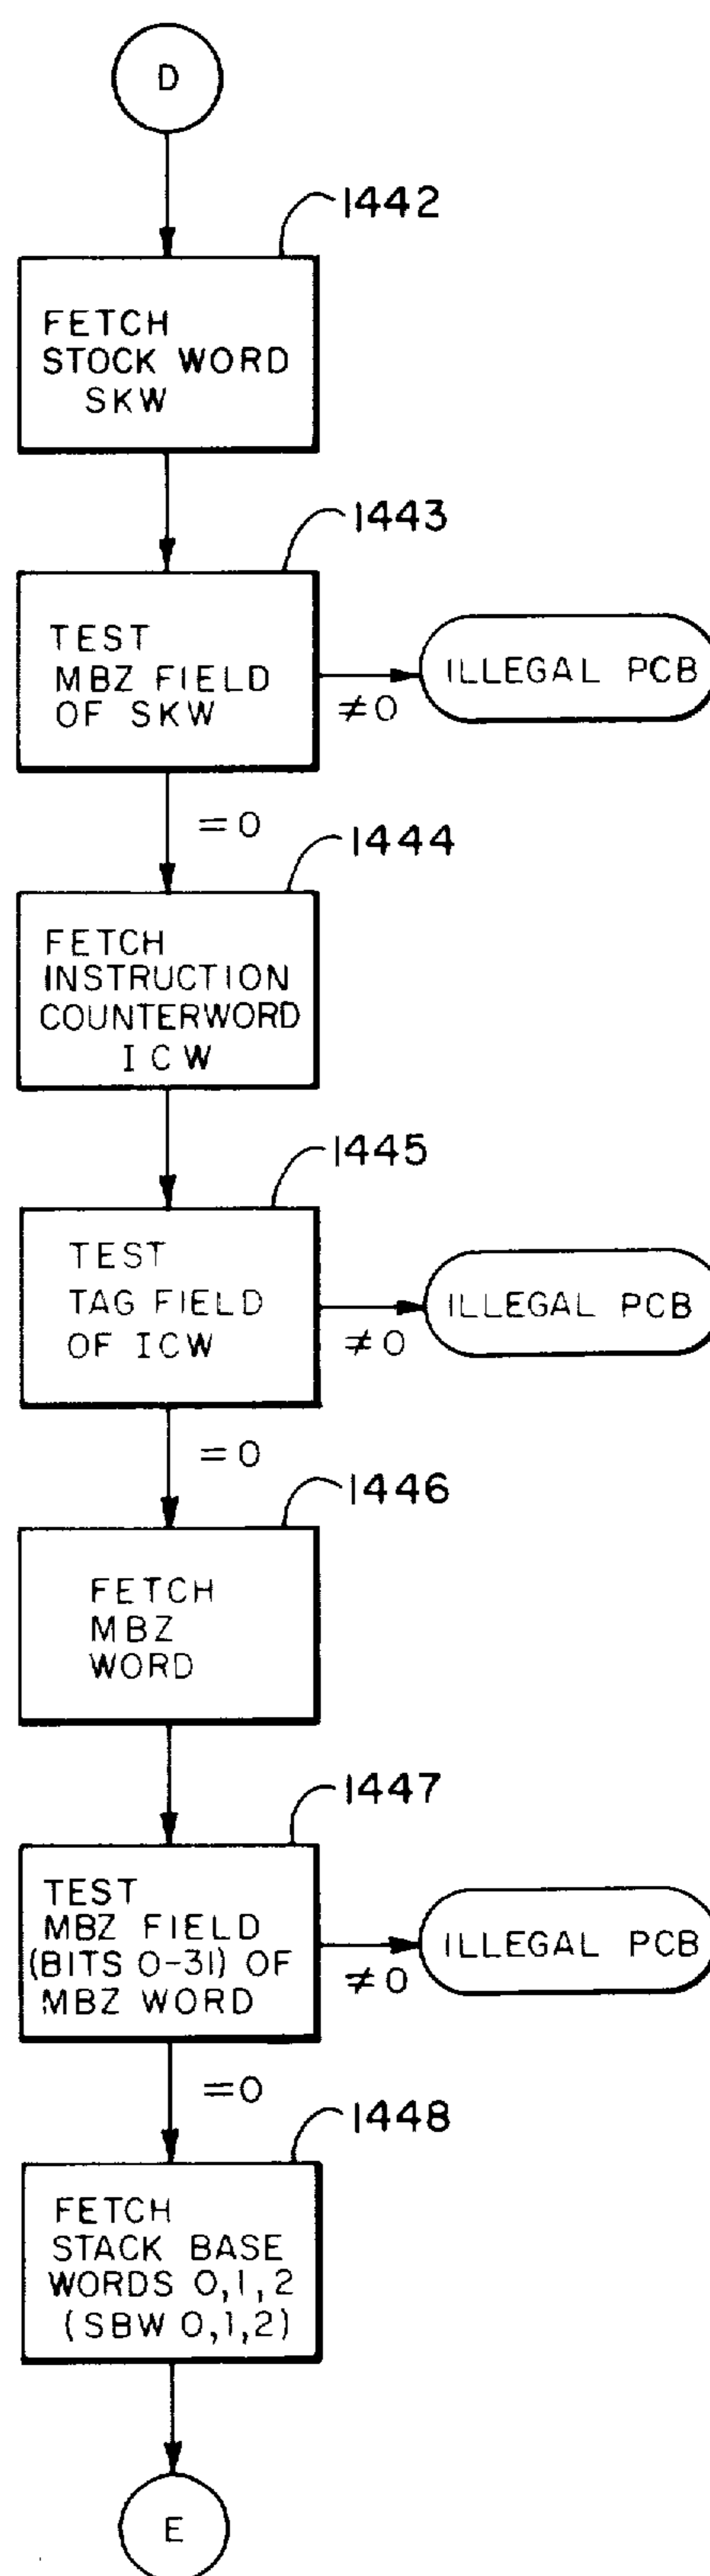 D
1442
FETCH
STOCK WORD
SKW
1443
TEST
MBZ FIELD
OF SKW
≠0
ILLEGAL PCB
=0
1444
FETCH
INSTRUCTION
COUNTERWORD
ICW
1445
TEST
TAG FIELD
OF ICW
≠0
ILLEGAL PCB
=0
1446
FETCH
MBZ
WORD
1447
TEST
MBZ FIELD
(BITS 0-31) OF
MBZ WORD
≠0
ILLEGAL PCB
=0
1448
FETCH
STACK BASE
WORDS 0,1,2
(SBW 0,1,2)
E